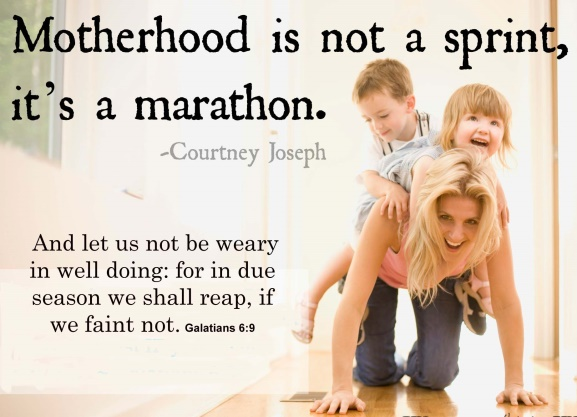 Motherhood is not a sprint,
it's a marathon.
-Courtney Joseph
And let us not be weary
in well doing: for in due
season we shall reap, if
we faint not. Galatians 6:9